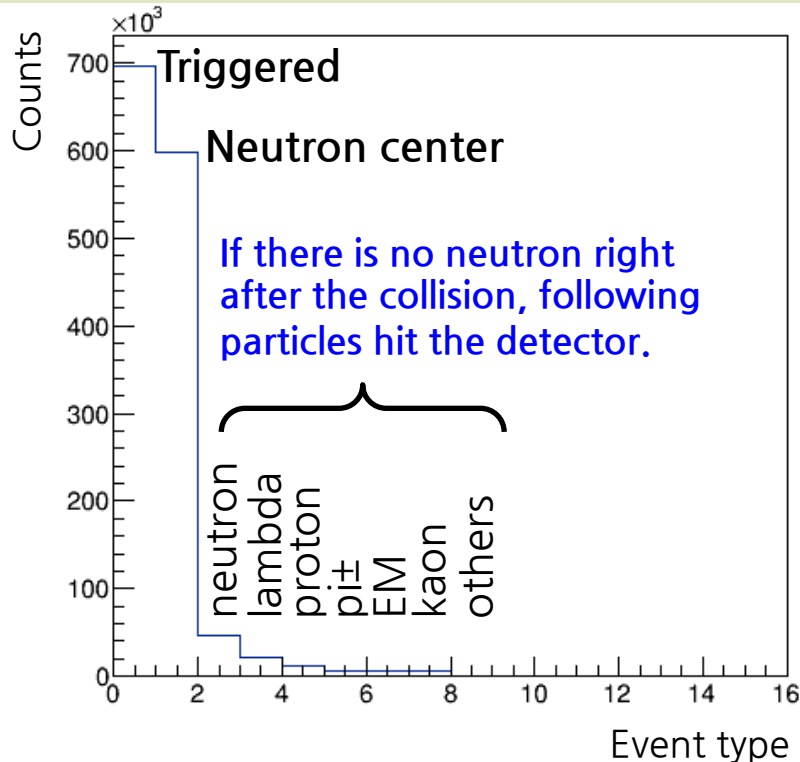 ×10³
Counts
700
Triggered
600
Neutron center
500
If there is no neutron right
after the collision, following
particles hit the detector.
400
300
200
100
0
neutron
lambda
proton
pi±
EM
kaon
others
0 2 4 6 8 10 12 14 16
Event type